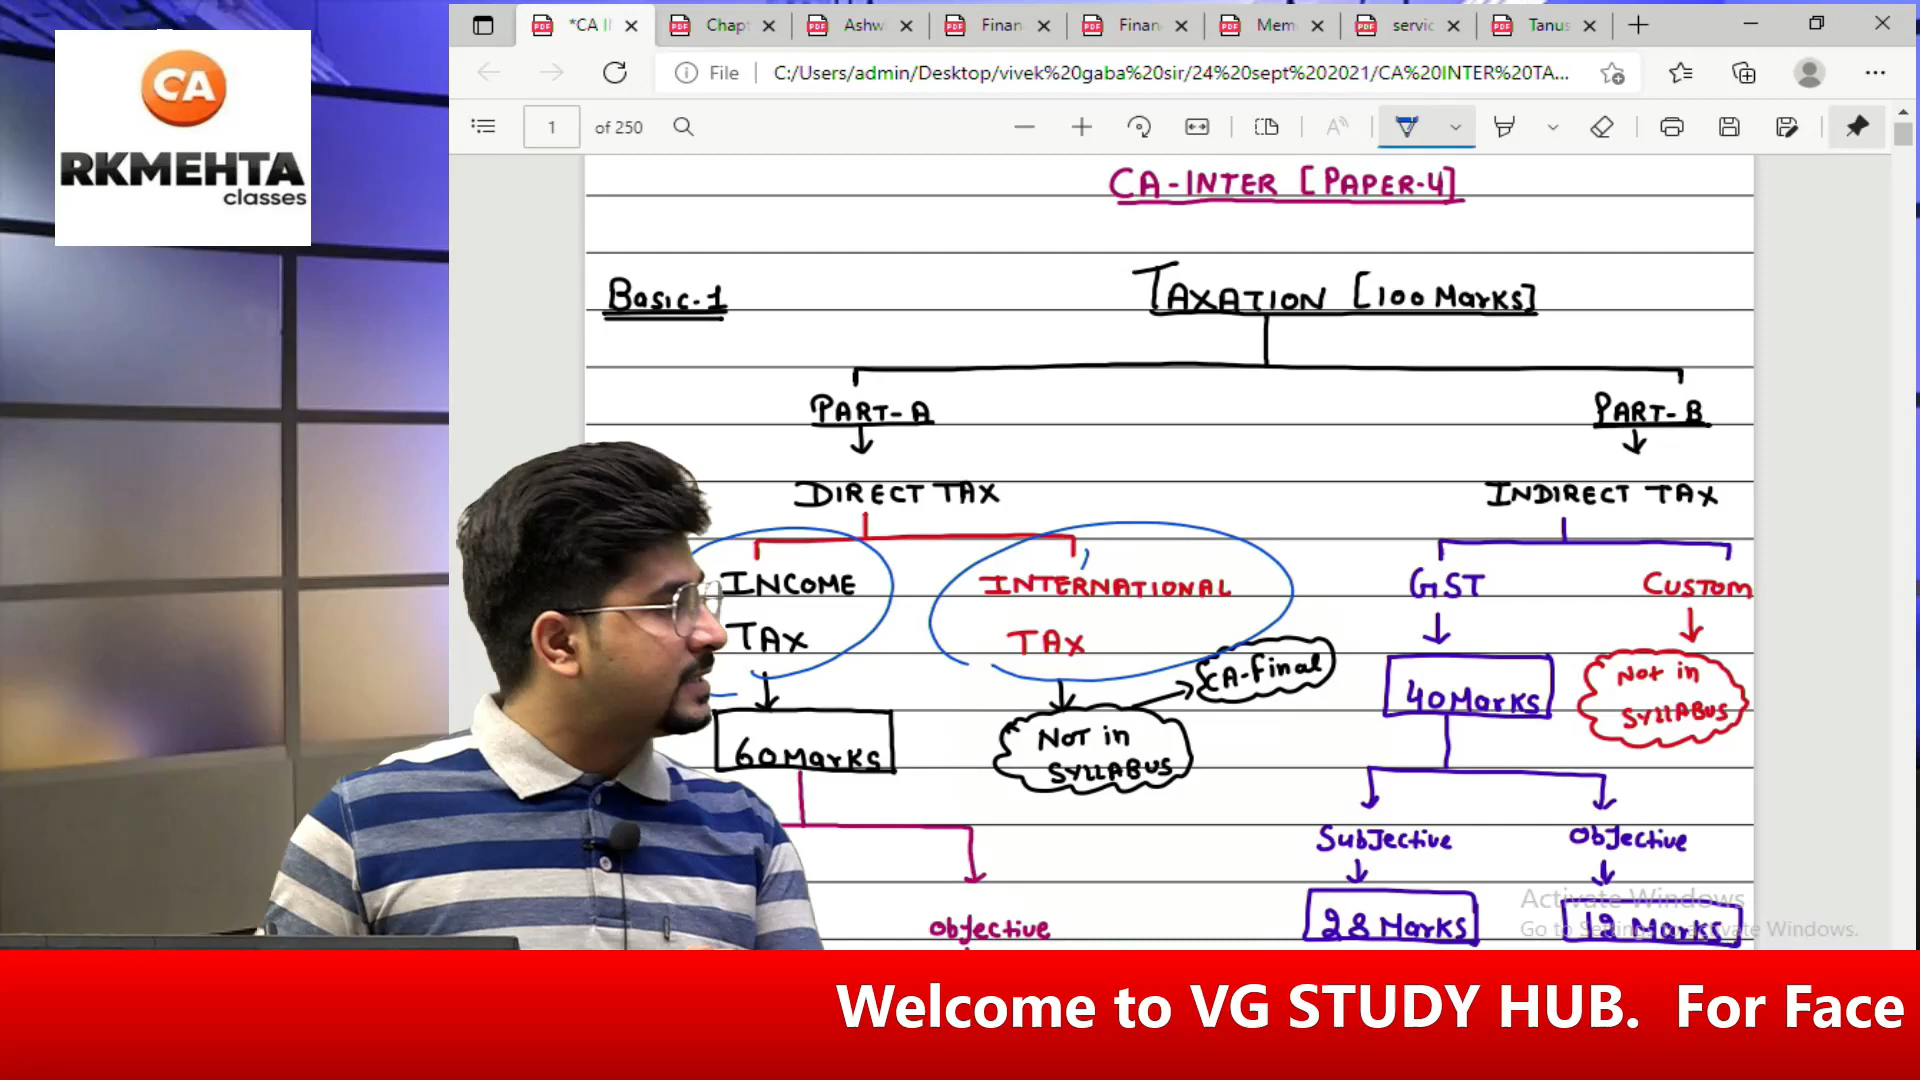 CA
RKMEHTA
classes
*CA I
Chapt
Ashw
Finan
Finan
Mem
servic
Tanus
File
C:/Users/admin/Desktop/vivek%20gaba%20sir/24%20sept%202021/CA%20INTER%20TA...
1 of 250
CA-INTER [PAPER-4]
Basic-1
TAXATION [100 Marks]
PART-A
PART-B
DIRECT TAX
INDIRECT TAX
INCOME
TAX
INTERNATIONAL
TAX
GST
CUSTOM
CA-Final
Not in
SYLLABUS
40 Marks
60 Marks
NOT in
SYLLABUS
Subjective
Objective
Objective
28 Marks
12 Marks
Activate Windows
Go to Settings to activate Windows.
Welcome to VG STUDY HUB. For Face